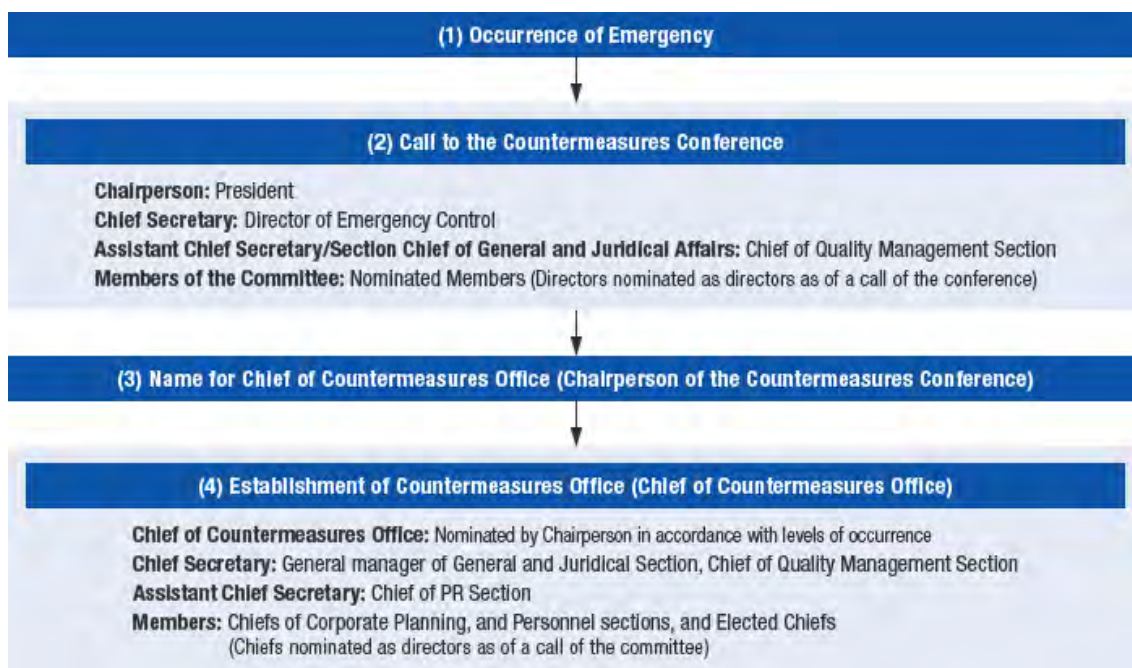 (1) Occurrence of Emergency
(2) Call to the Countermeasures Conference
Chairperson: President
Chief Secretary: Director of Emergency Control
Assistant Chief Secretary/Section Chief of General and Juridical Affairs: Chief of Quality Management Section
Members of the Committee: Nominated Members (Directors nominated as directors as of a call of the conference)
(3) Name for Chief of Countermeasures Office (Chairperson of the Countermeasures Conference)
(4) Establishment of Countermeasures Office (Chief of Countermeasures Office)
Chief of Countermeasures Office: Nominated by Chairperson in accordance with levels of occurrence
Chief Secretary: General manager of General and Juridical Section, Chief of Quality Management Section
Assistant Chief Secretary: Chief of PR Section
Members: Chiefs of Corporate Planning, and Personnel sections, and Elected Chiefs
(Chiefs nominated as directors as of a call of the committee)